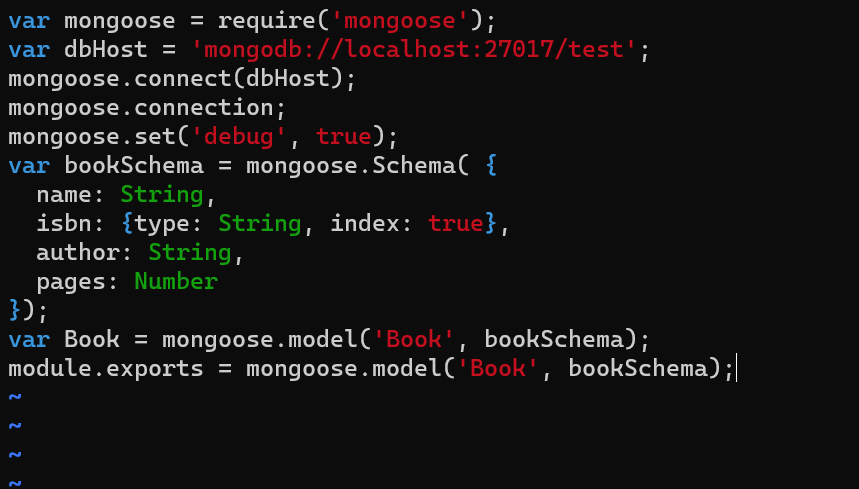 var mongoose = require('mongoose');
var dbHost = 'mongodb://localhost:27017/test';
mongoose.connect(dbHost);
mongoose.connection;
mongoose.set('debug', true);
var bookSchema = mongoose.Schema( {
  name: String,
  isbn: {type: String, index: true},
  author: String,
  pages: Number
});
var Book = mongoose.model('Book', bookSchema);
module.exports = mongoose.model('Book', bookSchema);
~
~
~
~